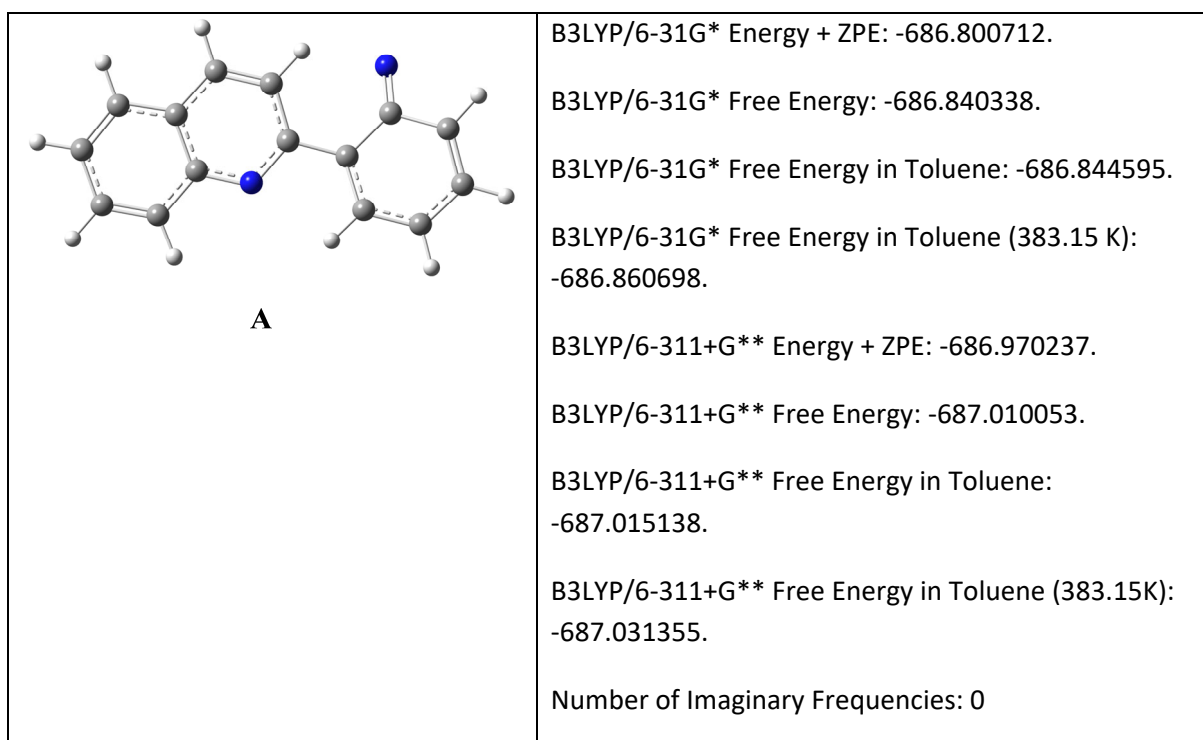 B3LYP/6-31G* Energy + ZPE: -686.800712.
B3LYP/6-31G* Free Energy: -686.840338.
B3LYP/6-31G* Free Energy in Toluene: -686.844595.
B3LYP/6-31G* Free Energy in Toluene (383.15 K):
-686.860698.
A
B3LYP/6-311+G** Energy + ZPE: -686.970237.
B3LYP/6-311+G** Free Energy: -687.010053.
B3LYP/6-311+G** Free Energy in Toluene:
-687.015138.
B3LYP/6-311+G** Free Energy in Toluene (383.15K):
-687.031355.
Number of Imaginary Frequencies: 0